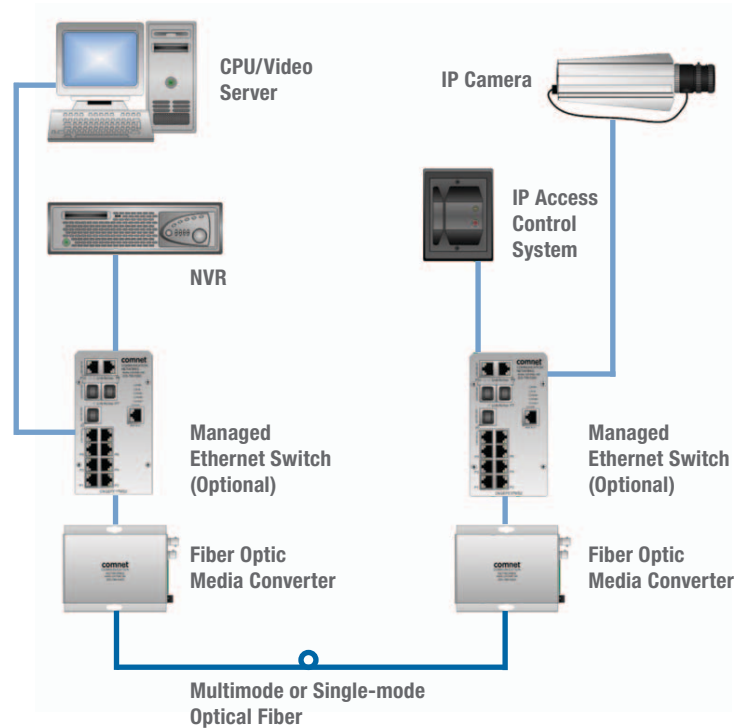 CPU/Video
Server
IP Camera
IP Access
Control
System
NVR
comnet
comnet
Managed
Ethernet Switch
(Optional)
Managed
Ethernet Switch
(Optional)
comnet
Fiber Optic
Media Converter
comnet
Fiber Optic
Media Converter
Multimode or Single-mode
Optical Fiber